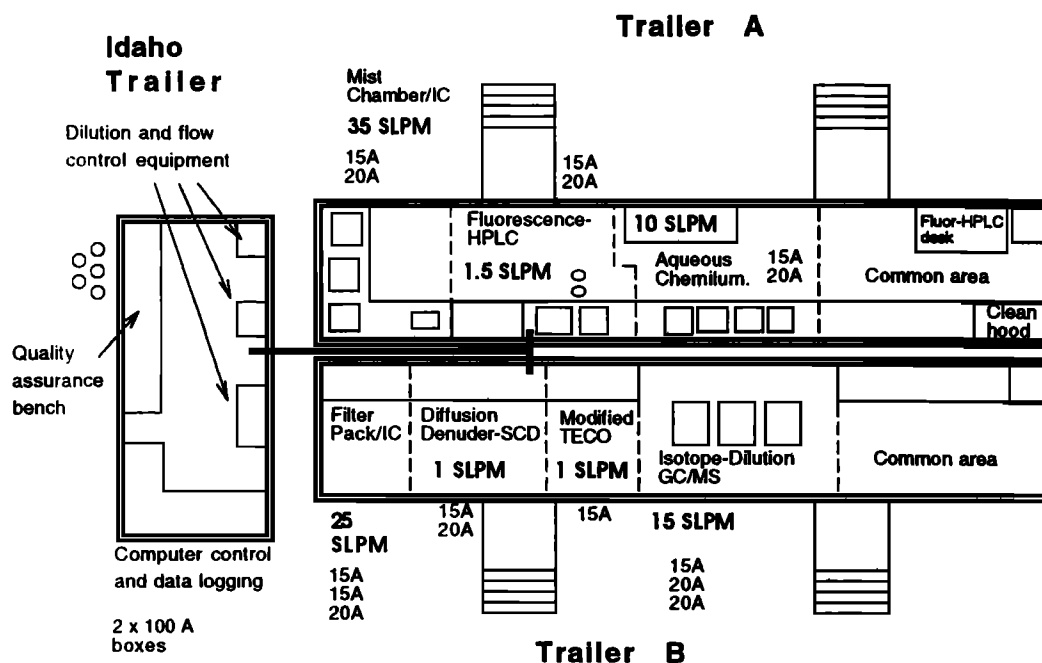 Trailer A
Idaho
Trailer
Mist
Chamber/IC
35 SLPM
15A
20A
15A
20A
Dilution and flow
control equipment
Fluorescence-
HPLC
1.5 SLPM
10 SLPM
Aqueous
Chemilum.
15A
20A
Fluor-HPLC
desk
Common area
Clean
hood
Quality
assurance
bench
Filter
Pack/IC
Diffusion
Denuder-SCD
1 SLPM
Modified
TECO
1 SLPM
Isotope-Dilution
GC/MS
Common area
25
SLPM
15A
15A
20A
15A
20A
15A
15 SLPM
15A
20A
20A
Computer control
and data logging
2 x 100 A
boxes
Trailer B